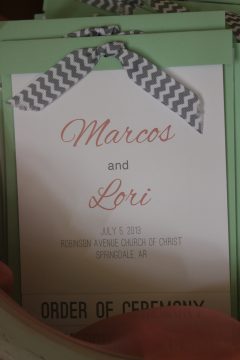 Marcos
and
Lori
JULY 5, 2013
ROBINSON AVENUE CHURCH OF CHRIST
SPRINGDALE, AR
ORDER OF CEREMONY